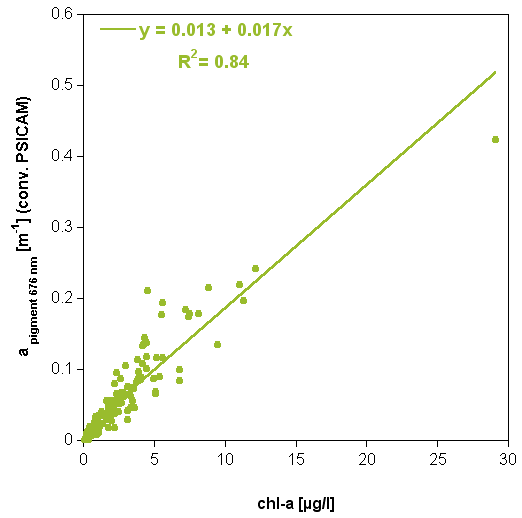 0.6
y = 0.013 + 0.017x
R²= 0.84
0.5
0.4
0.3
0.2
0.1
0
0 5 10 15 20 25 30
a pigment 676 nm [m⁻¹] (conv. PSICAM)
chl-a [µg/l]